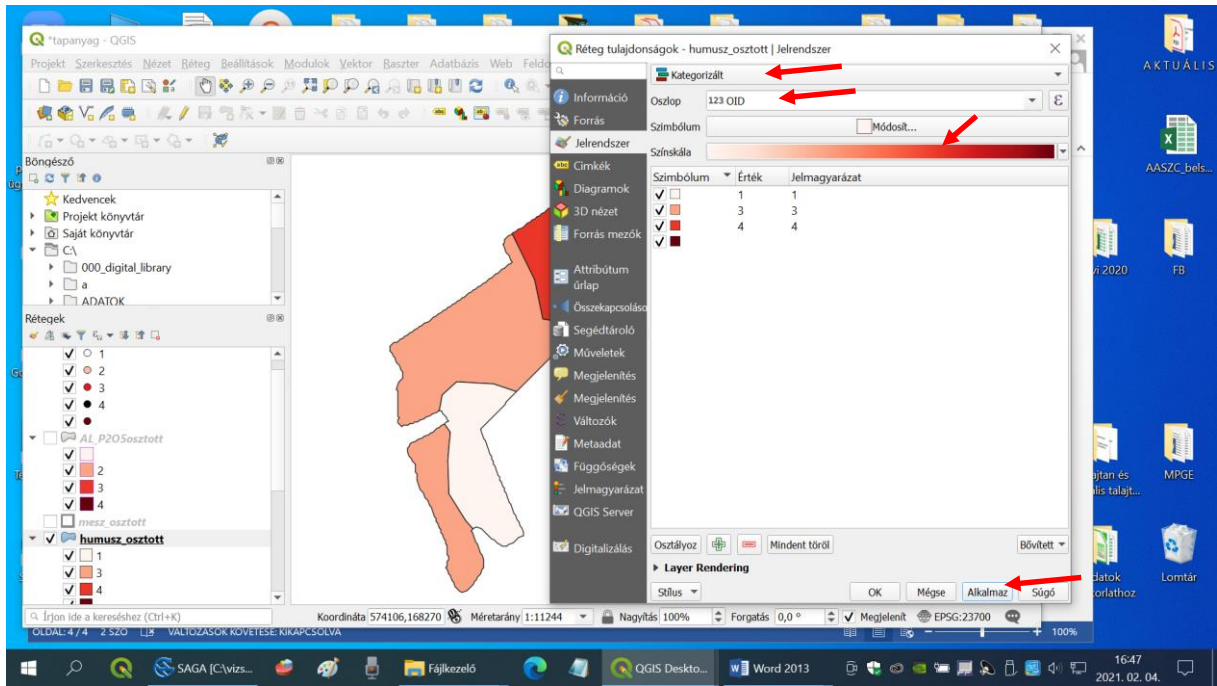 *tapanyag - QGIS
Projekt Szerkesztés Nézet Réteg Beállítások Modulok Vektor Raszter Adatbázis Web Feldo
Böngésző
Kedvencek
Projekt könyvtár
Saját könyvtár
C:\
000_digital_library
a
ADATOK
Rétegek
1
2
3
4
AL_P2O5osztott
2
3
4
mesz_osztott
humusz_osztott
1
3
4
Írjon ide a kereséshez (Ctrl+K)
Koordináta 574106,168270 Méretarány 1:11244 Nagyítás 100% Forgatás 0,0 ° Megjelenít EPSG:23700
OLDAL: 4 / 4 2 SZÓ VÁLTOZÁSOK KÖVETÉSE: KIKAPCSOLVA 100%
Réteg tulajdonságok - humusz_osztott | Jelrendszer
Információ
Forrás
Jelrendszer
Cimkék
Diagramok
3D nézet
Forrás mezők
Attribútum
űrlap
Összekapcsoláso
Segédtároló
Műveletek
Megjelenítés
Megjelenítés
Változók
Metaadat
Függőségek
Jelmagyarázat
QGIS Server
Digitalizálás
Kategorizált
Oszlop 123 OID ε
Szimbólum Módosít...
Színskála
Szimbólum Érték Jelmagyarázat
1 1
3 3
4 4
Osztályoz Mindent töröl Bővített
Layer Rendering
Stílus OK Mégse Alkalmaz Súgó
AKTUÁLIS
AASZC_bels...
vi 2020 FB
MPGE
Lomtár
SAGA [C:\vizs... Fájlkezelő QGIS Deskto... Word 2013
16:47
2021. 02. 04.